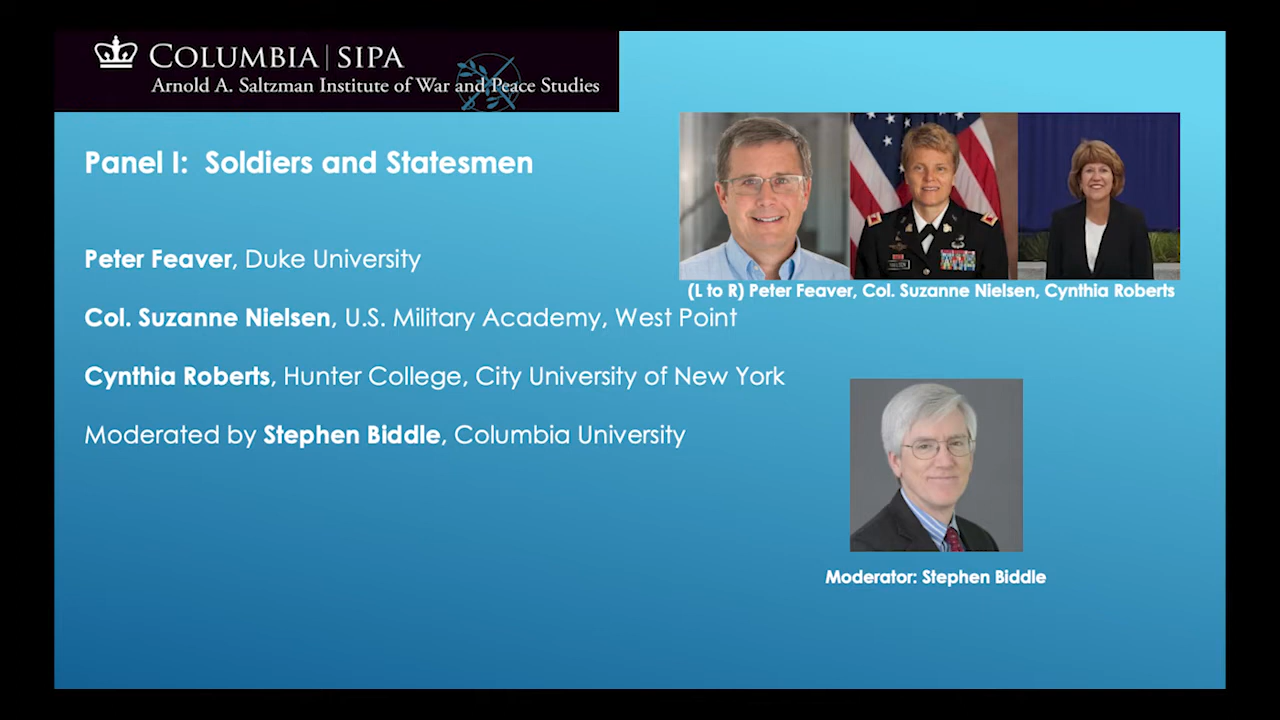 COLUMBIA | SIPA
Arnold A. Saltzman Institute of War and Peace Studies
Panel I: Soldiers and Statesmen
Peter Feaver, Duke University
Col. Suzanne Nielsen, U.S. Military Academy, West Point
Cynthia Roberts, Hunter College, City University of New York
Moderated by Stephen Biddle, Columbia University
(L to R) Peter Feaver, Col. Suzanne Nielsen, Cynthia Roberts
Moderator: Stephen Biddle